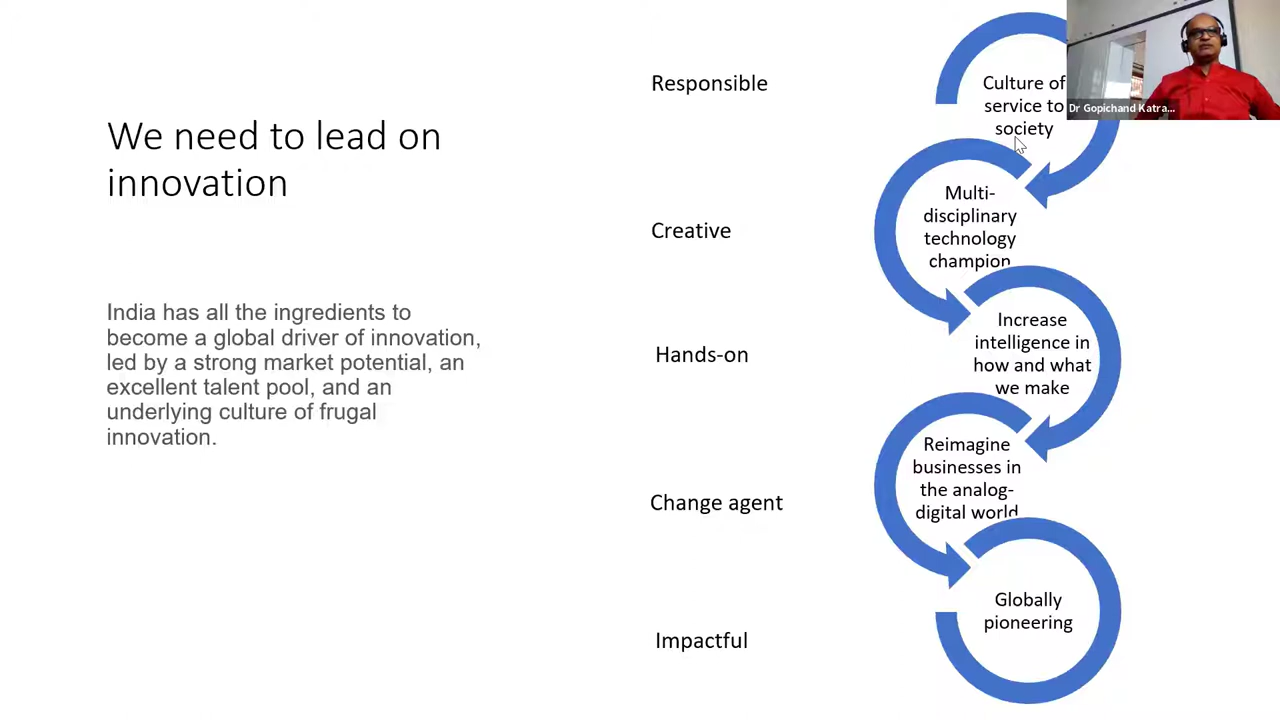 We need to lead on
innovation
India has all the ingredients to
become a global driver of innovation,
led by a strong market potential, an
excellent talent pool, and an
underlying culture of frugal
innovation.
Responsible
Culture of
service to
society
Creative
Multi-
disciplinary
technology
champion
Hands-on
Increase
intelligence in
how and what
we make
Change agent
Reimagine
businesses in
the analog-
digital world
Impactful
Globally
pioneering
Dr Gopichand Katra...